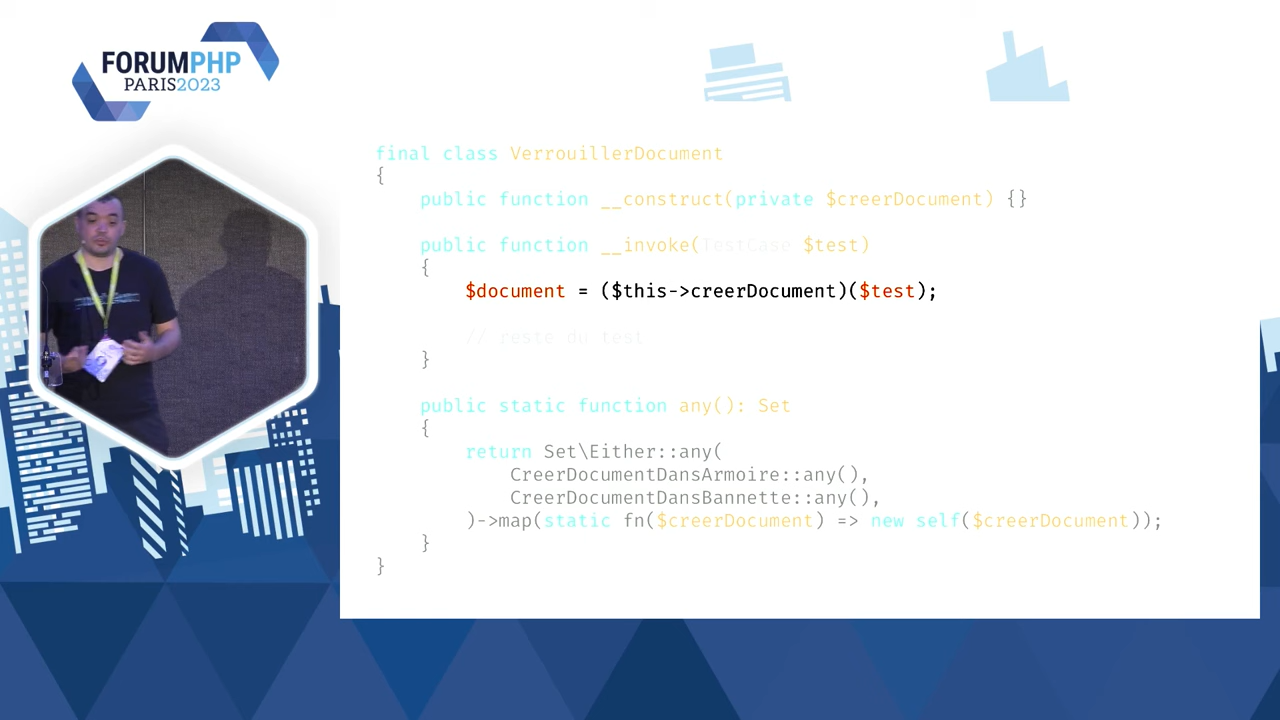 FORUMPHP
PARIS2023
final class VerrouillerDocument
{
    public function __construct(private $creerDocument) {}
    public function __invoke(TestCase $test)
    {
        $document = ($this->creerDocument)($test);
        // reste du test
    }
    public static function any(): Set
    {
        return Set\Either::any(
            CreerDocumentDansArmoire::any(),
            CreerDocumentDansBannette::any(),
        )->map(static fn($creerDocument) => new self($creerDocument));
    }
}